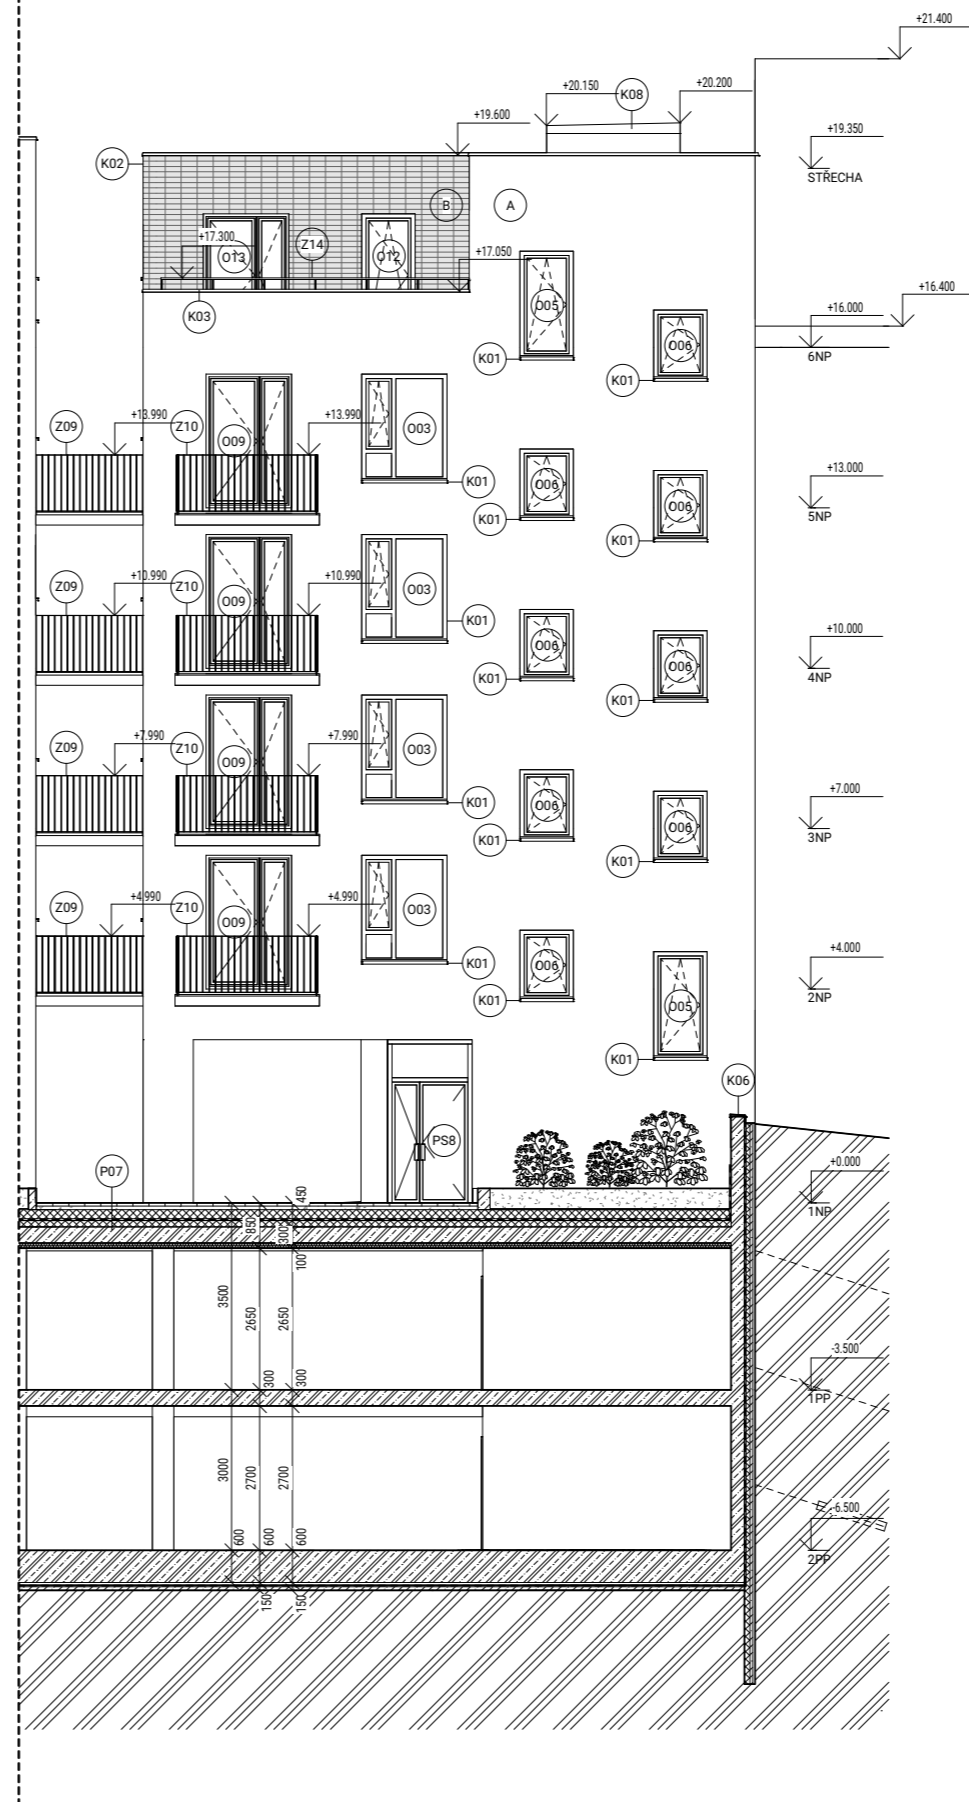 +21.400
+20.150
K08
+20.200
+19.600
+19.350
STŘECHA
K02
B
A
+17.300
Z14
O13
O12
+17.050
K03
O05
+16.400
+16.000
6NP
O06
K01
K01
Z09
+13.990
Z10
O09
+13.990
O03
K01
O06
K01
O06
K01
+13.000
5NP
Z09
+10.990
Z10
O09
+10.990
O03
K01
O06
K01
O06
K01
+10.000
4NP
Z09
+7.990
Z10
O09
+7.990
O03
K01
O06
K01
O06
K01
+7.000
3NP
Z09
+4.990
Z10
O09
+4.990
O03
K01
O06
K01
O05
K01
+4.000
2NP
K06
PS8
P07
+0.000
1NP
450
850
300
100
3500
2650
2650
300
300
-3.500
1PP
3000
2700
2700
600
600
600
-6.500
2PP
150
150